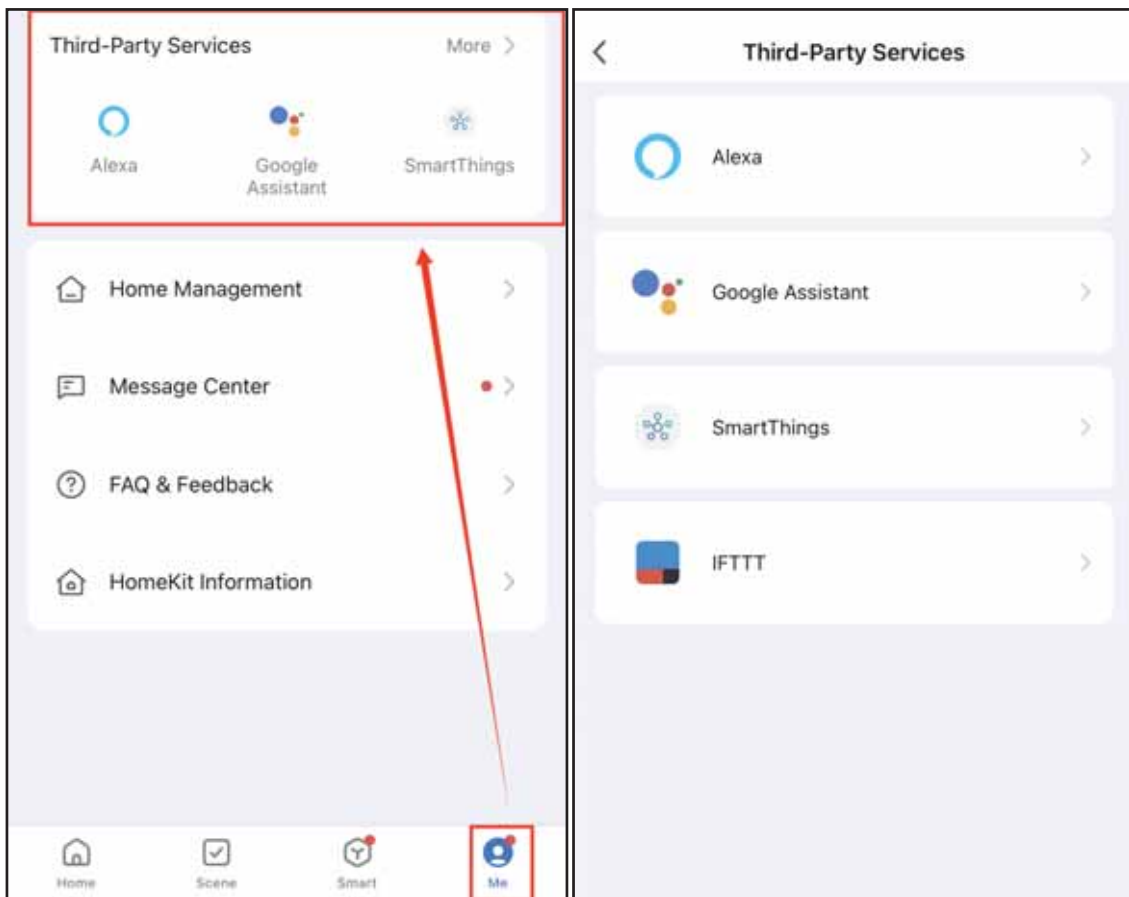 Third-Party Services
More
Alexa
Google
Assistant
SmartThings
Home Management
Message Center
FAQ & Feedback
HomeKit Information
Home
Scene
Smart
Me
Third-Party Services
Alexa
Google Assistant
SmartThings
IFTTT